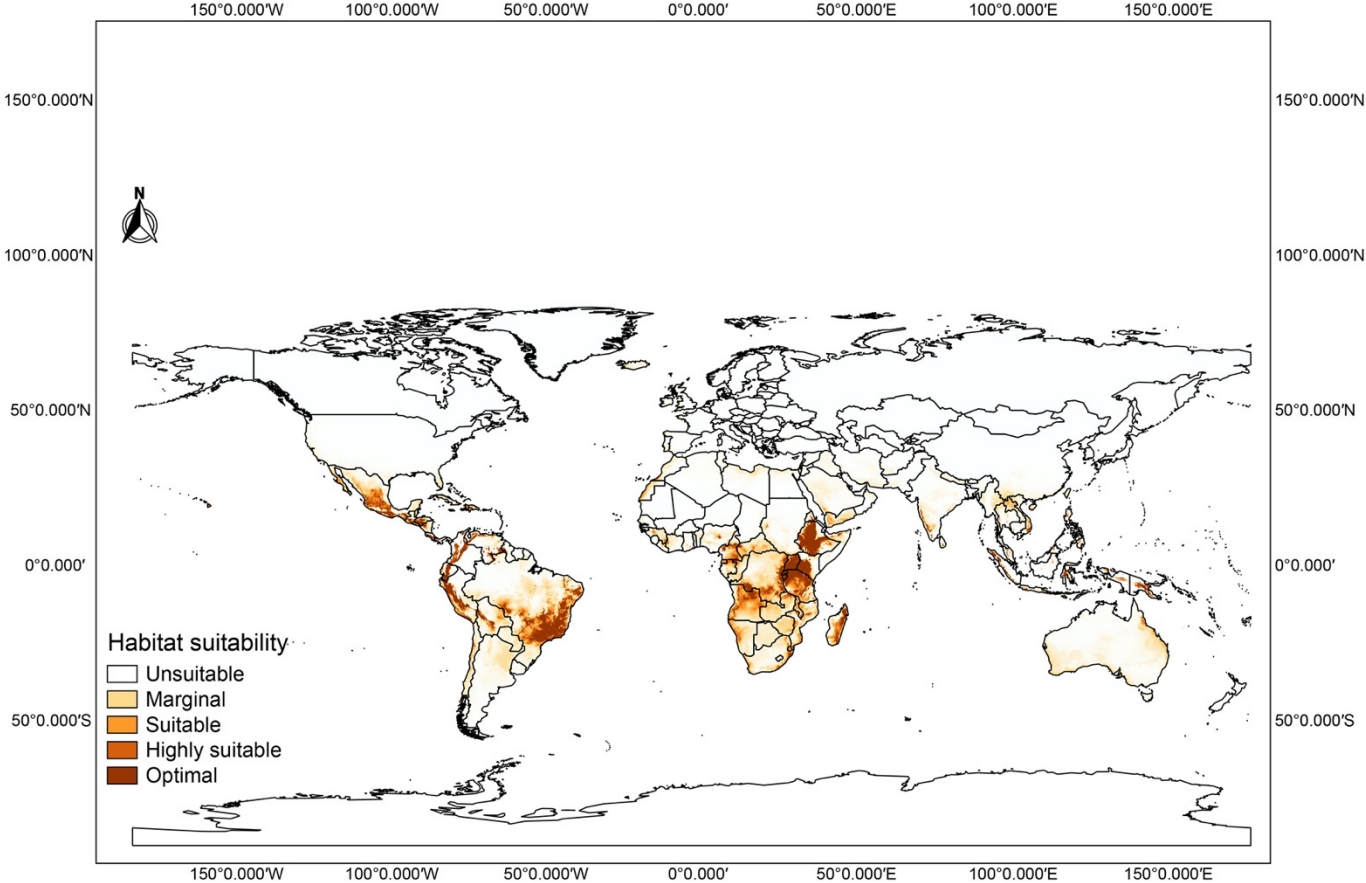 150°0.000'W 100°0.000'W 50°0.000'W 0°0.000' 50°0.000'E 100°0.000'E 150°0.000'E
150°0.000'N 150°0.000'N
N
100°0.000'N 100°0.000'N
50°0.000'N 50°0.000'N
0°0.000' 0°0.000'
Habitat suitability
Unsuitable
Marginal
50°0.000'S Suitable 50°0.000'S
Highly suitable
Optimal
150°0.000'W 100°0.000'W 50°0.000'W 0°0.000' 50°0.000'E 100°0.000'E 150°0.000'E